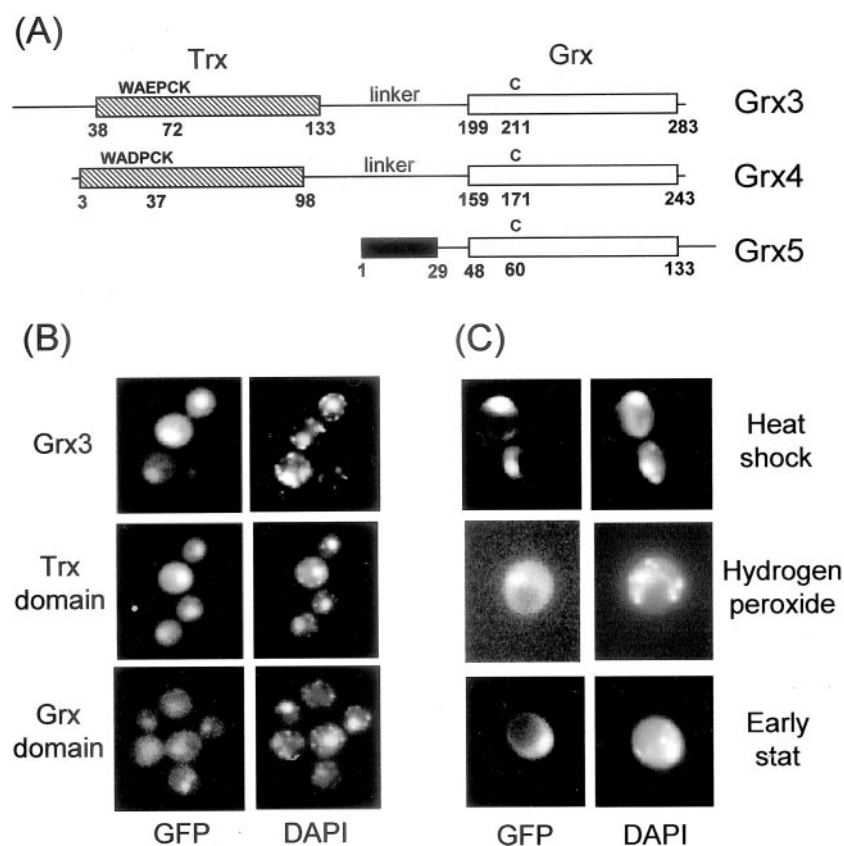 (A)
Trx
Grx
WAEPCK
linker
C
Grx3
38 72 133 199 211 283
WADPCK
linker
C
Grx4
3 37 98 159 171 243
C
Grx5
1 29 48 60 133
(B)
Grx3
Trx
domain
Grx
domain
GFP DAPI
(C)
Heat
shock
Hydrogen
peroxide
Early
stat
GFP DAPI